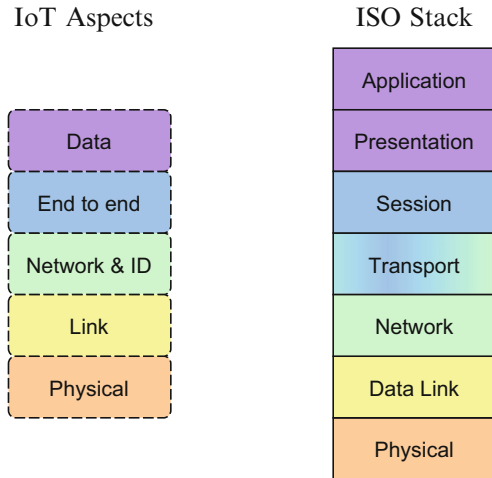 IoT Aspects
Data
End to end
Network & ID
Link
Physical
ISO Stack
Application
Presentation
Session
Transport
Network
Data Link
Physical